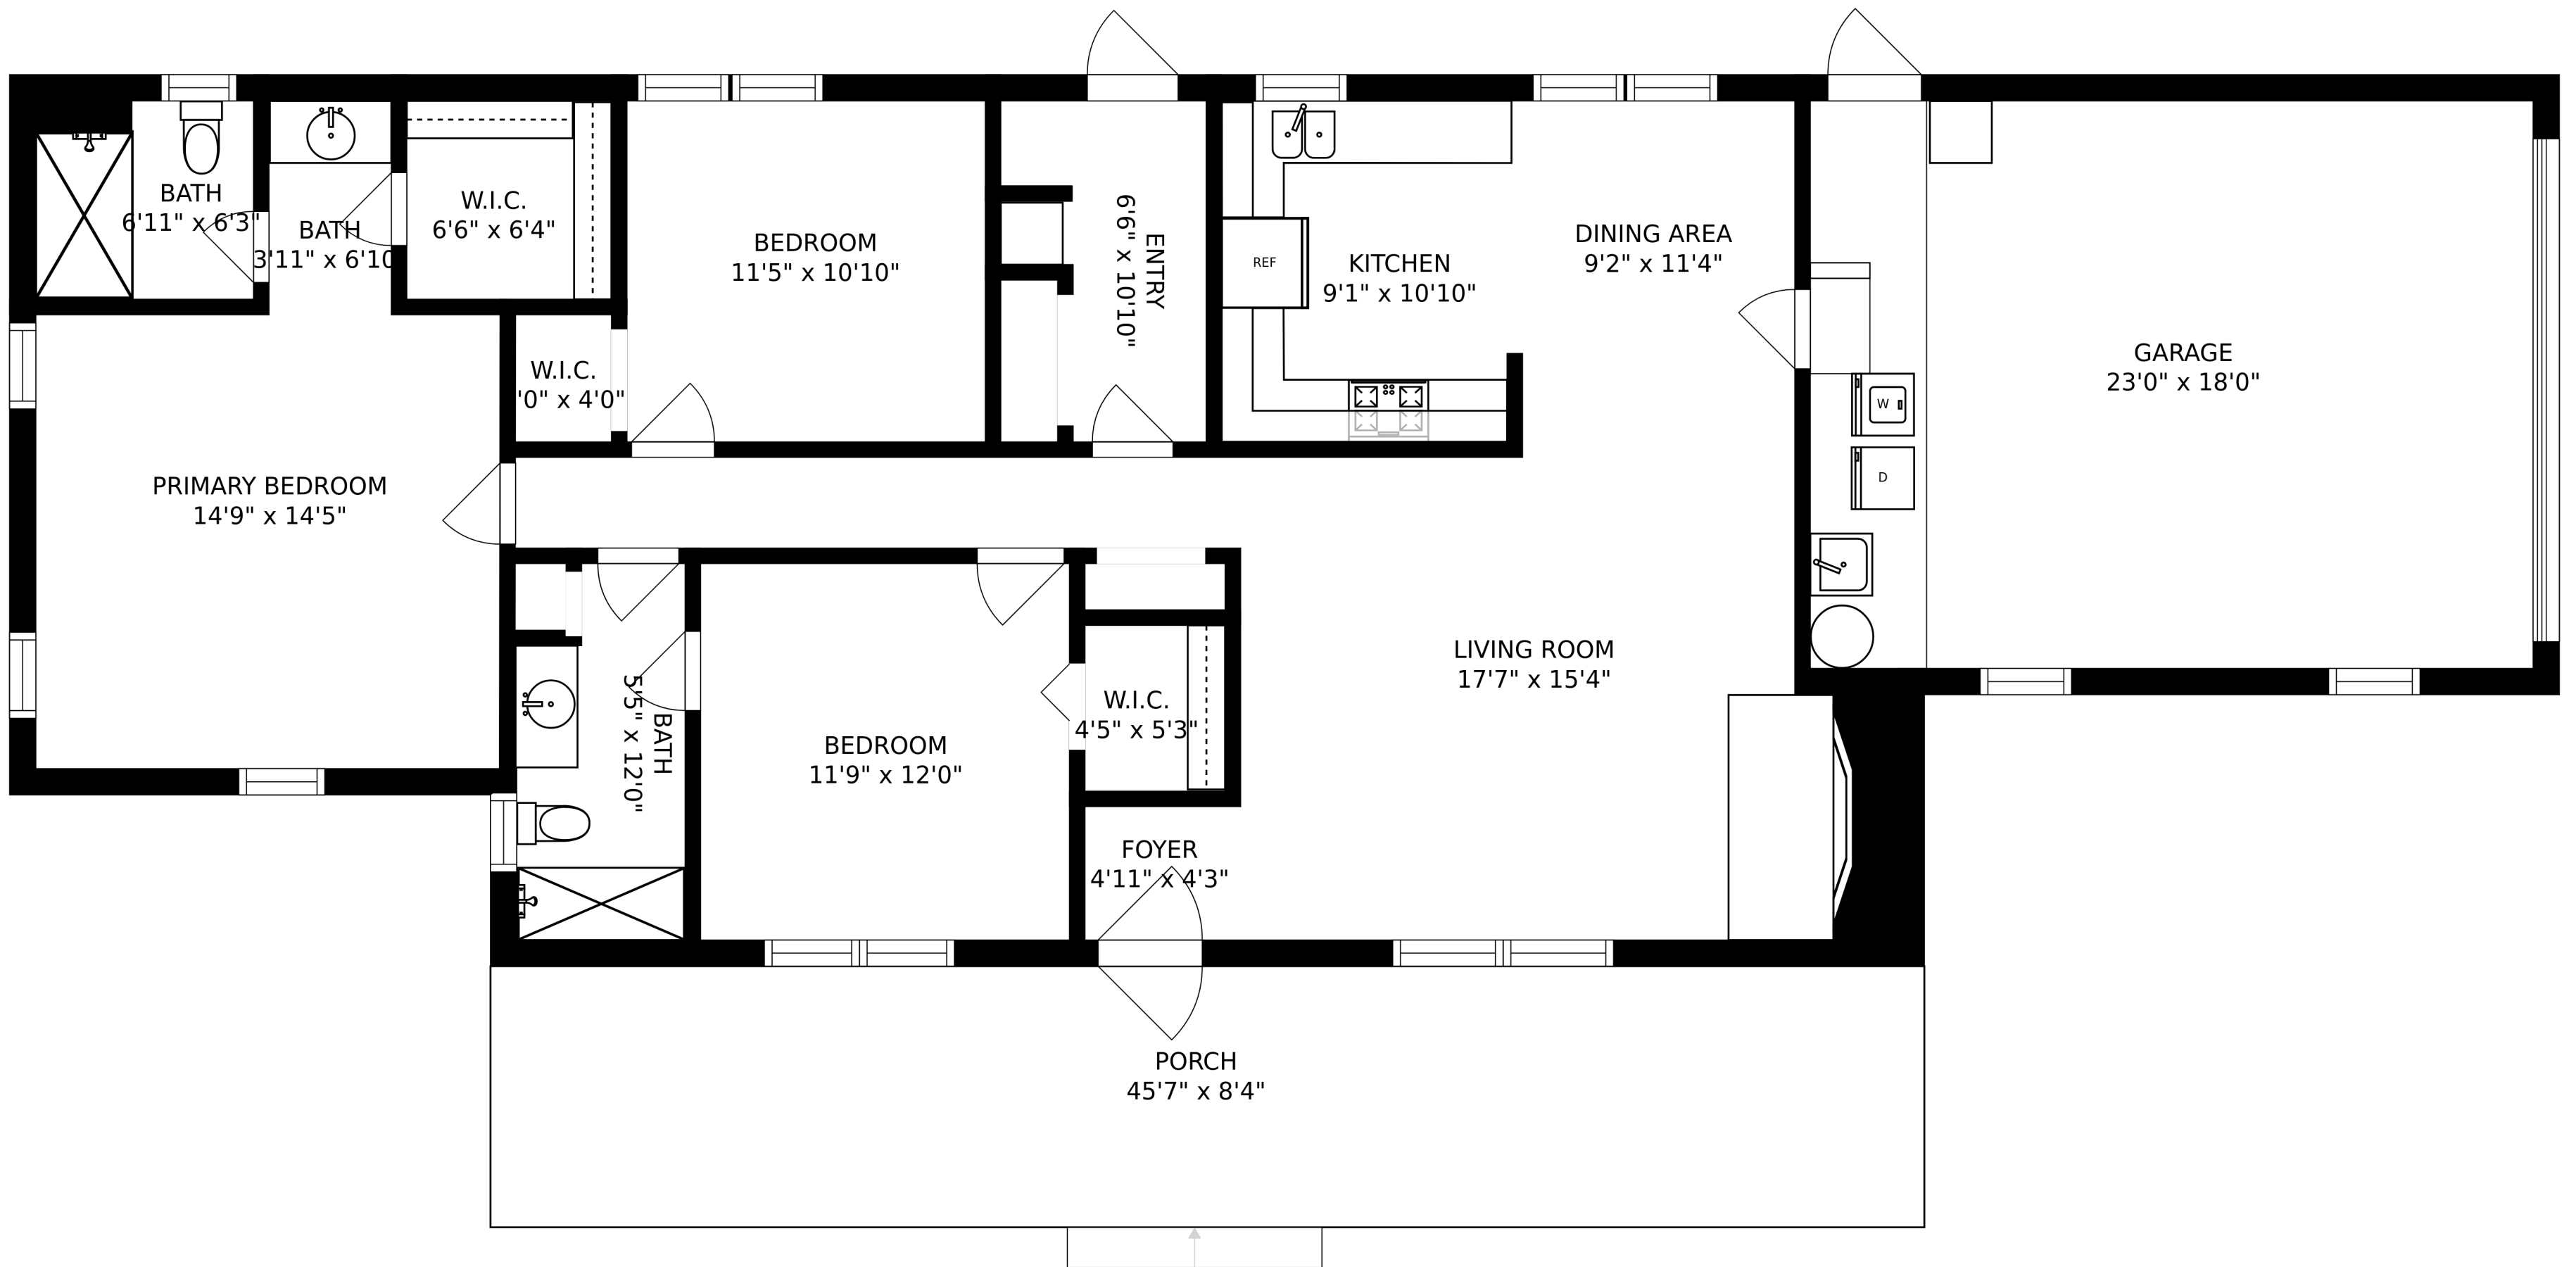 BATH
6'11" x 6'3"
BATH
3'11" x 6'10
W.I.C.
6'6" x 6'4"
BEDROOM
11'5" x 10'10"
ENTRY
6'6" x 10'10"
REF
KITCHEN
9'1" x 10'10"
DINING AREA
9'2" x 11'4"
GARAGE
23'0" x 18'0"
W.I.C.
'0" x 4'0"
W
D
PRIMARY BEDROOM
14'9" x 14'5"
BATH
5'5" x 12'0"
BEDROOM
11'9" x 12'0"
W.I.C.
4'5" x 5'3"
LIVING ROOM
17'7" x 15'4"
FOYER
4'11" x 4'3"
PORCH
45'7" x 8'4"